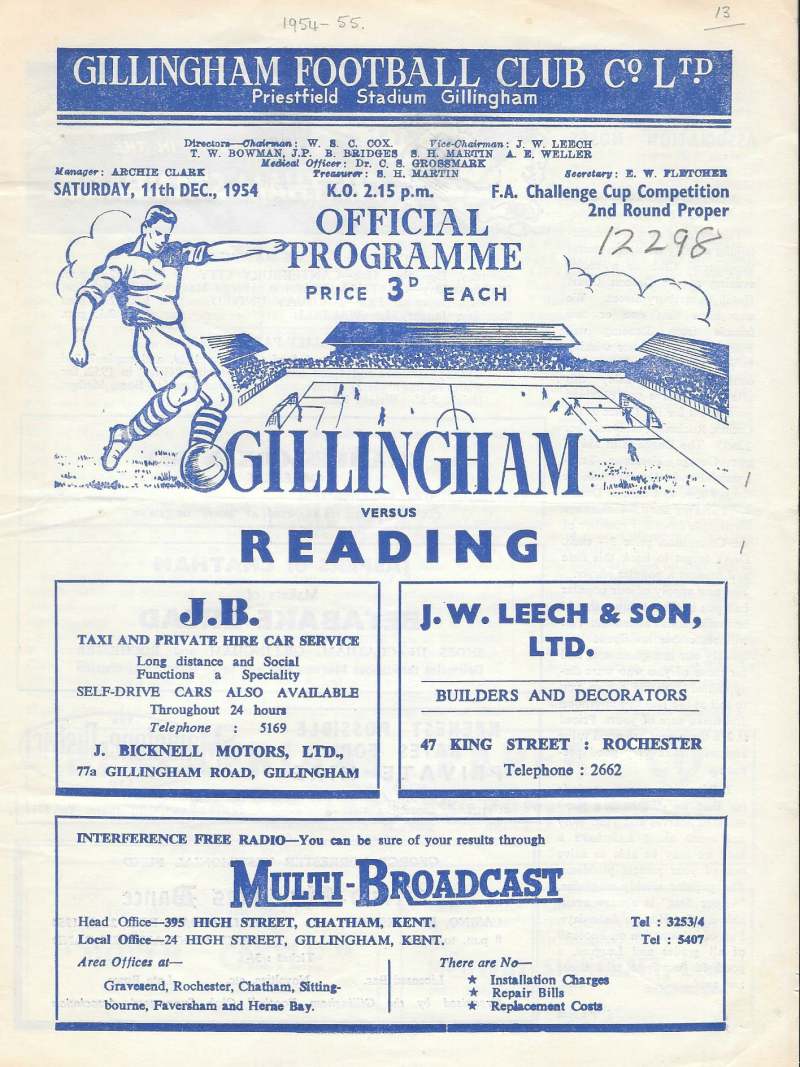 1954-55.
13
GILLINGHAM FOOTBALL CLUB Cº LTD
Priestfield Stadium Gillingham
Directors—Chairman: W. S. C. COX. Vice-Chairman: J. W. LEECH
T. W. BOWMAN, J.P. B. BRIDGES S. H. MARTIN A. E. WELLER
Medical Officer: Dr. C. S. GROSSMARK
Manager: ARCHIE CLARK Treasurer: S. H. MARTIN Secretary: E. W. FLETCHER
SATURDAY, 11th DEC., 1954 K.O. 2.15 p.m. F.A. Challenge Cup Competition
2nd Round Proper
12298
OFFICIAL
PROGRAMME
PRICE 3D EACH
GILLINGHAM
VERSUS
READING
J.B.
TAXI AND PRIVATE HIRE CAR SERVICE
Long distance and Social
Functions a Speciality
SELF-DRIVE CARS ALSO AVAILABLE
Throughout 24 hours
Telephone 5169
J. BICKNELL MOTORS, LTD.,
77a GILLINGHAM ROAD, GILLINGHAM
J. W. LEECH & SON,
LTD.
BUILDERS AND DECORATORS
47 KING STREET : ROCHESTER
Telephone : 2662
INTERFERENCE FREE RADIO—You can be sure of your results through
MULTI-BROADCAST
Head Office—395 HIGH STREET, CHATHAM, KENT. Tel : 3253/4
Local Office—24 HIGH STREET, GILLINGHAM, KENT. Tel : 5407
Area Offices at—
Gravesend, Rochester, Chatham, Sitting-
bourne, Faversham and Herne Bay.
There are No—
★ Installation Charges
★ Repair Bills
★ Replacement Costs